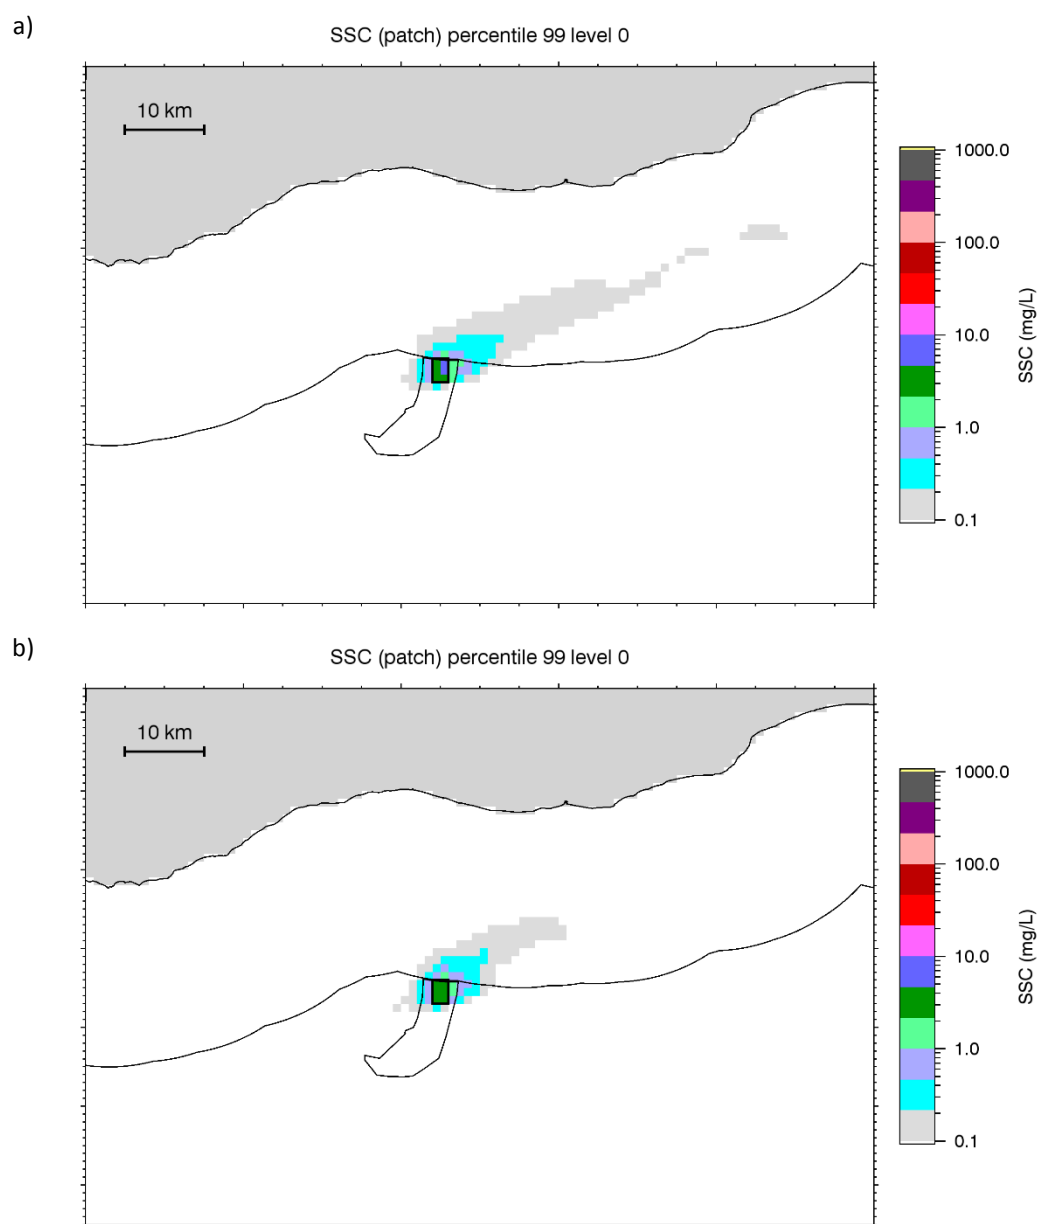 a)
SSC (patch) percentile 99 level 0
10 km
1000.0
100.0
10.0
1.0
0.1
SSC (mg/L)
b)
SSC (patch) percentile 99 level 0
10 km
1000.0
100.0
10.0
1.0
0.1
SSC (mg/L)